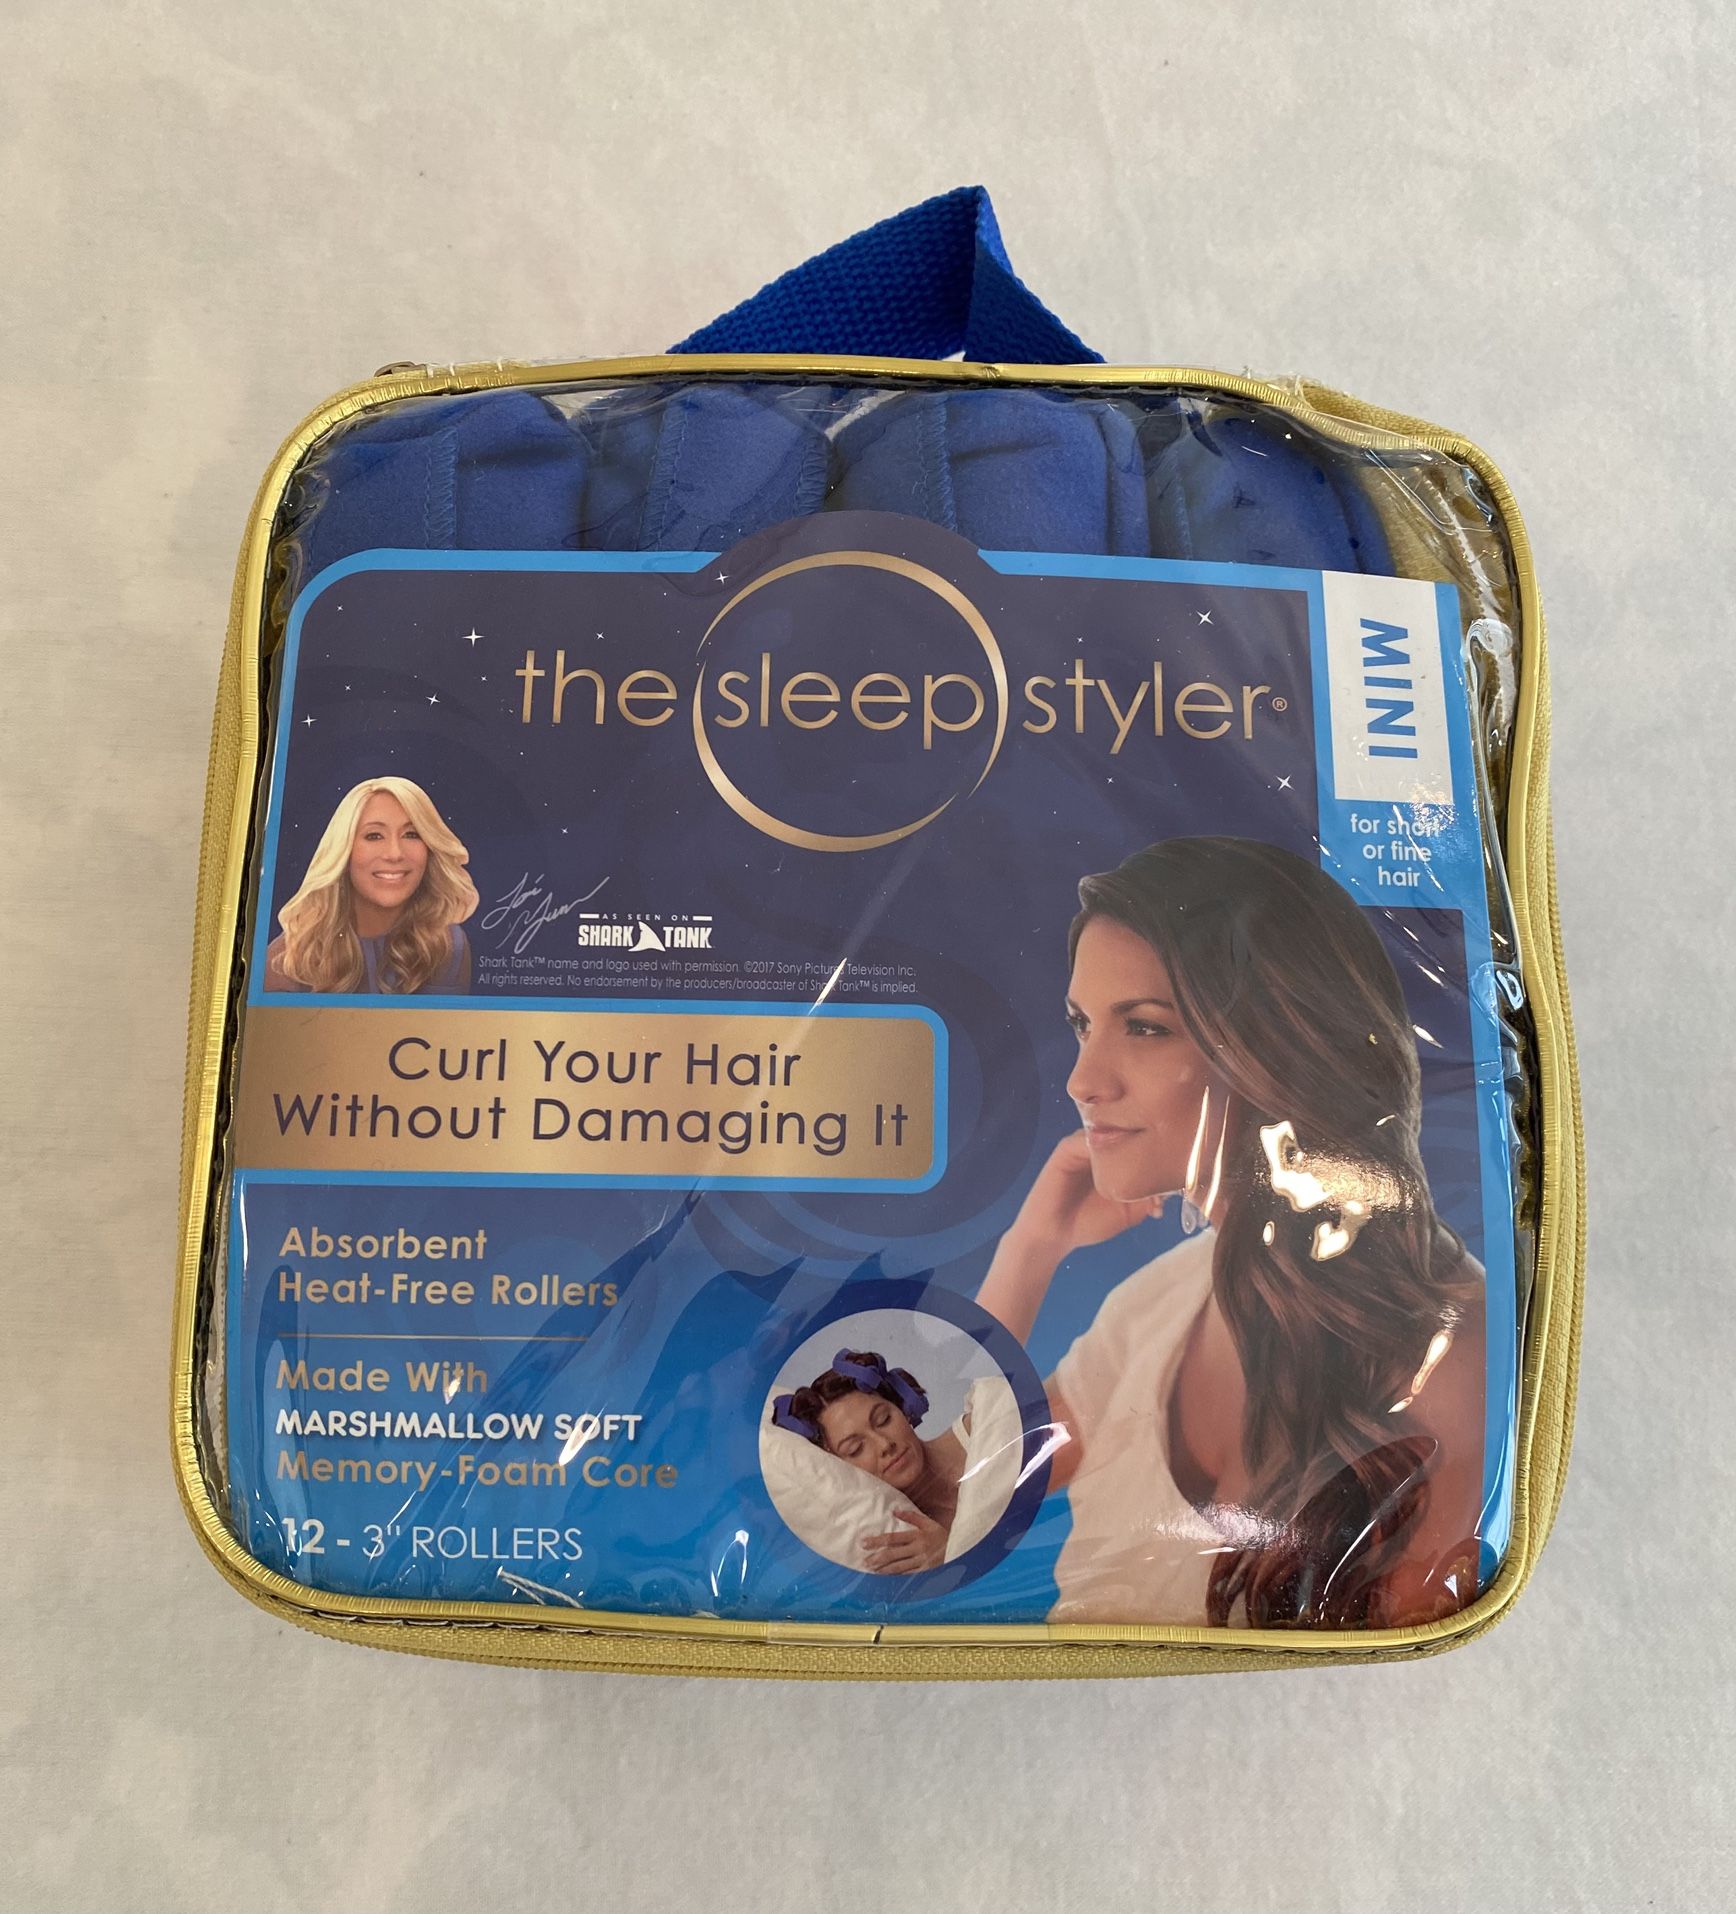 the sleep styler®
MINI
for short
or fine
hair
Lori
AS SEEN ON
SHARK TANK
Shark Tank™ name and logo used with permission. ©2017 Sony Pictures Television Inc.
All rights reserved. No endorsement by the producers/broadcaster of Shark Tank™ is implied.
Curl Your Hair
Without Damaging It
Absorbent
Heat-Free Rollers
Made With
MARSHMALLOW SOFT
Memory-Foam Core
12 - 3" ROLLERS